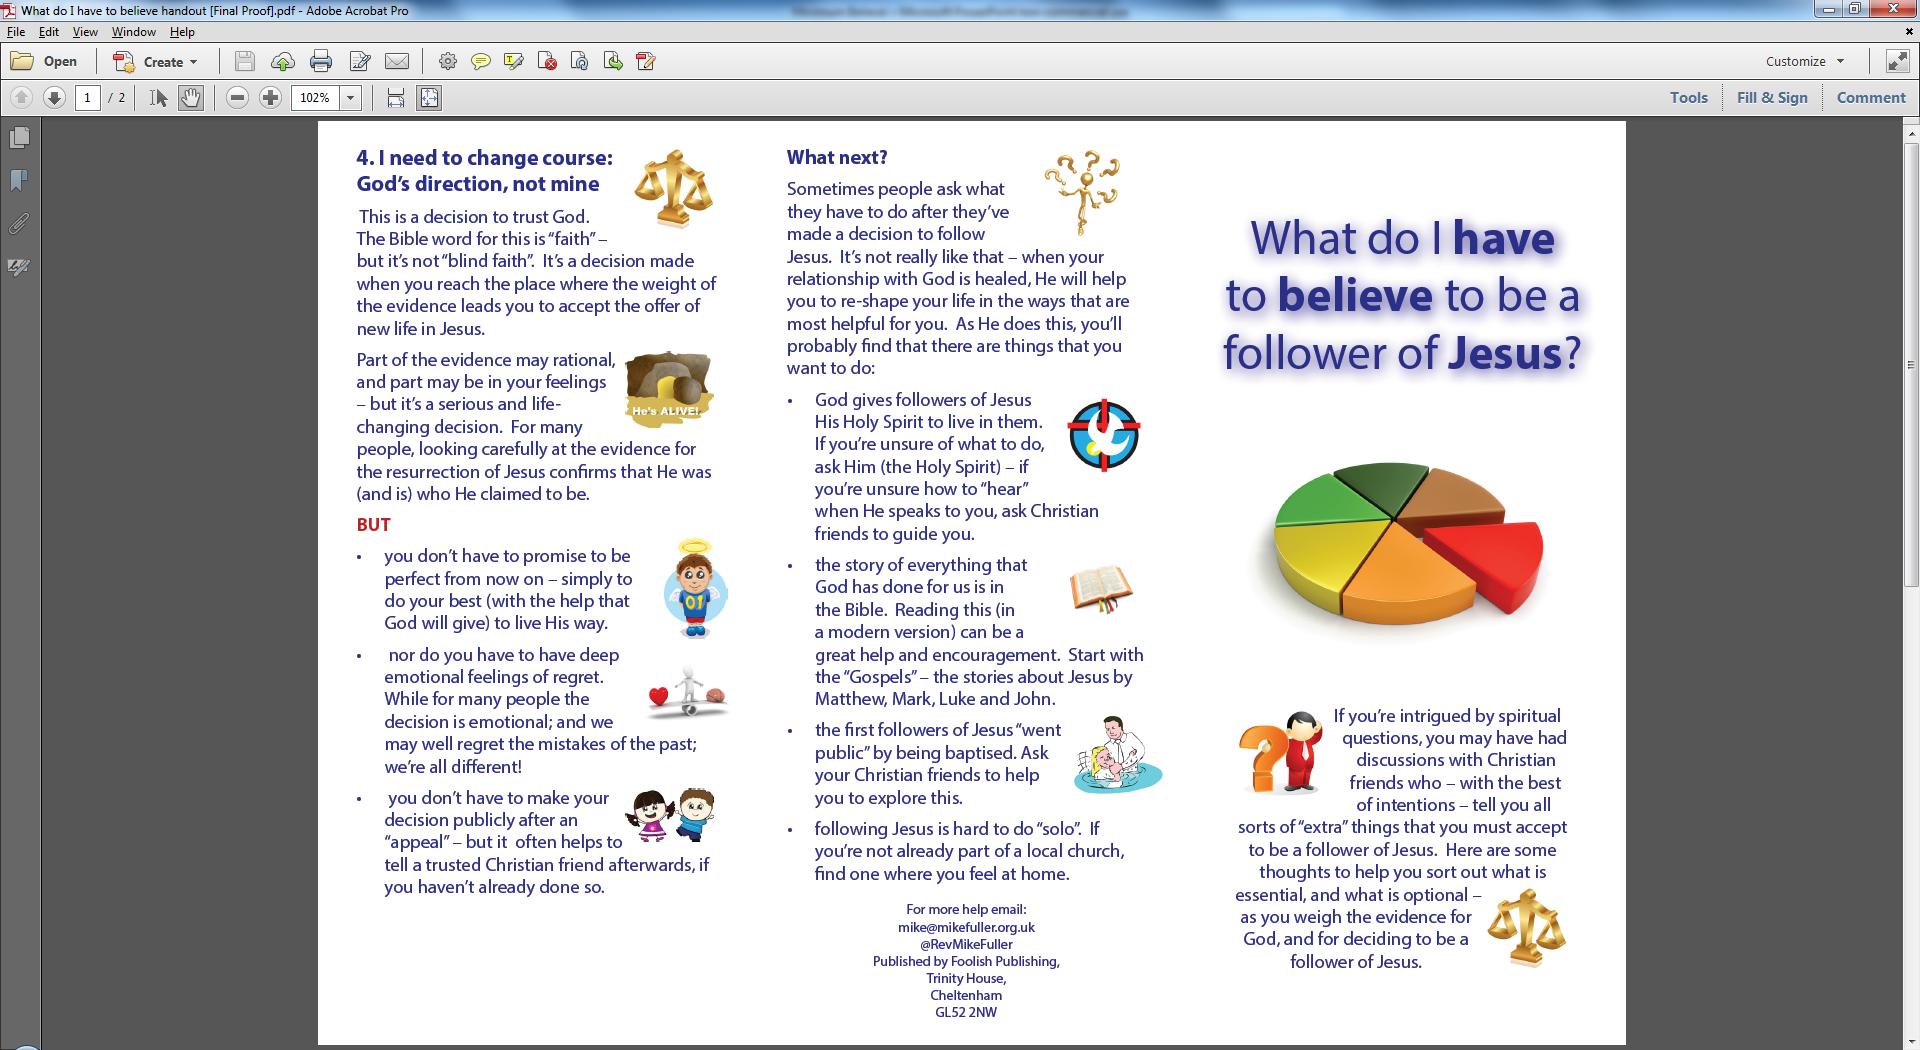 What do I have to believe handout [Final Proof].pdf - Adobe Acrobat Pro
File Edit View Window Help
Open Create Customize
1 / 2 102% Tools Fill & Sign Comment
4. I need to change course:
God's direction, not mine
This is a decision to trust God.
The Bible word for this is "faith" –
but it's not "blind faith". It's a decision made
when you reach the place where the weight of
the evidence leads you to accept the offer of
new life in Jesus.
Part of the evidence may rational,
and part may be in your feelings
– but it's a serious and life-
changing decision. For many
people, looking carefully at the evidence for
the resurrection of Jesus confirms that He was
(and is) who He claimed to be.
He's ALIVE!
BUT
• you don't have to promise to be
perfect from now on – simply to
do your best (with the help that
God will give) to live His way.
01
• nor do you have to have deep
emotional feelings of regret.
While for many people the
decision is emotional; and we
may well regret the mistakes of the past;
we're all different!
• you don't have to make your
decision publicly after an
"appeal" – but it often helps to
tell a trusted Christian friend afterwards, if
you haven't already done so.
What next?
Sometimes people ask what
they have to do after they've
made a decision to follow
Jesus. It's not really like that – when your
relationship with God is healed, He will help
you to re-shape your life in the ways that are
most helpful for you. As He does this, you'll
probably find that there are things that you
want to do:
• God gives followers of Jesus
His Holy Spirit to live in them.
If you're unsure of what to do,
ask Him (the Holy Spirit) – if
you're unsure how to "hear"
when He speaks to you, ask Christian
friends to guide you.
• the story of everything that
God has done for us is in
the Bible. Reading this (in
a modern version) can be a
great help and encouragement. Start with
the "Gospels" – the stories about Jesus by
Matthew, Mark, Luke and John.
• the first followers of Jesus "went
public" by being baptised. Ask
your Christian friends to help
you to explore this.
• following Jesus is hard to do "solo". If
you're not already part of a local church,
find one where you feel at home.
For more help email:
mike@mikefuller.org.uk
@RevMikeFuller
Published by Foolish Publishing,
Trinity House,
Cheltenham
GL52 2NW
What do I have
to believe to be a
follower of Jesus?
If you're intrigued by spiritual
questions, you may have had
discussions with Christian
friends who – with the best
of intentions – tell you all
sorts of "extra" things that you must accept
to be a follower of Jesus. Here are some
thoughts to help you sort out what is
essential, and what is optional –
as you weigh the evidence for
God, and for deciding to be a
follower of Jesus.